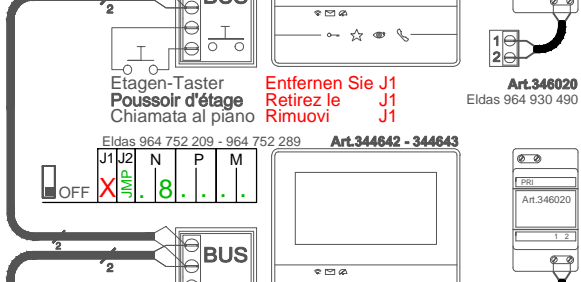 2
BUS
1
2
Etagen-Taster Entfernen Sie J1
Poussoir d'étage Retirez le J1
Chiamata al piano Rimuovi J1
Art.346020
Eldas 964 930 490
Eldas 964 752 209 - 964 752 289 Art.344642 - 344643
J1 J2 N P M
OFF X JMP . 8 . . . .
PRI
Art.346020
1 2
2
2
BUS